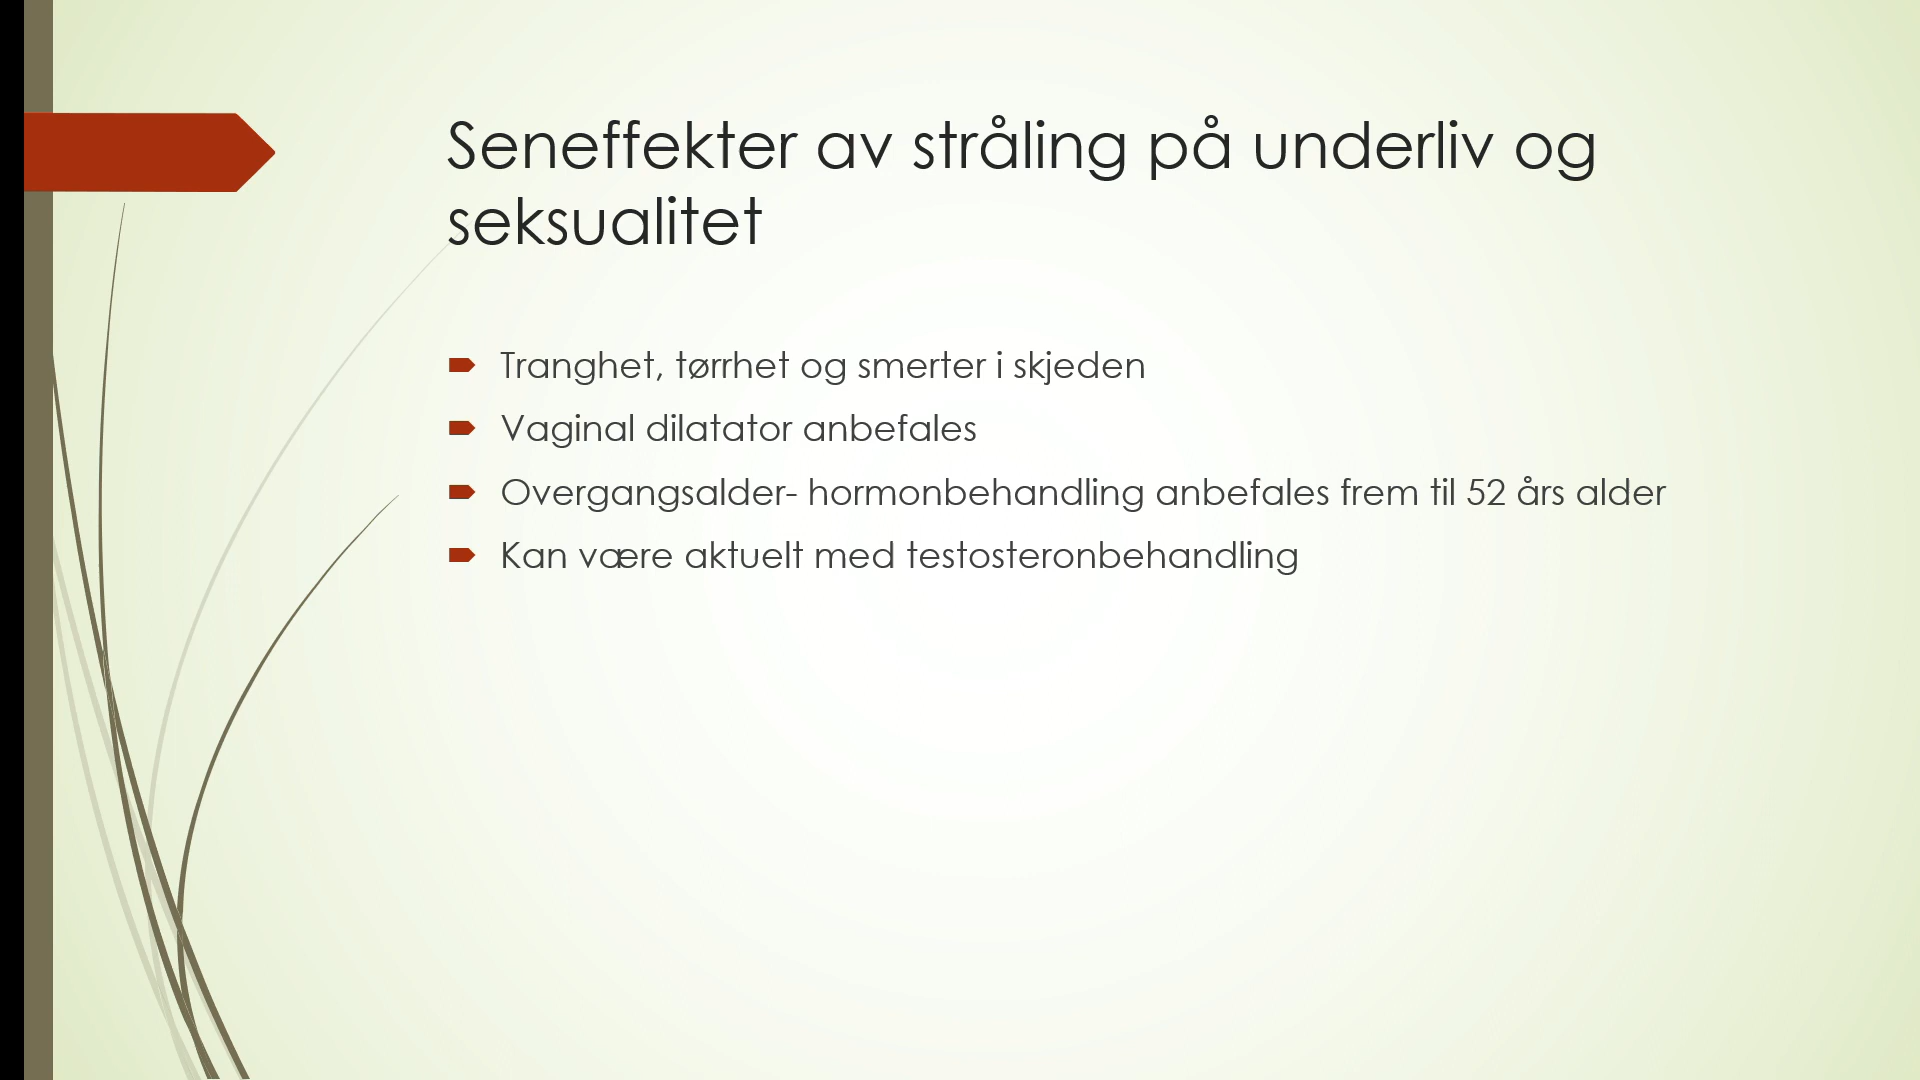 Seneffekter av stråling på underliv og
seksualitet
Tranghet, tørrhet og smerter i skjeden
Vaginal dilatator anbefales
Overgangsalder- hormonbehandling anbefales frem til 52 års alder
Kan være aktuelt med testosteronbehandling